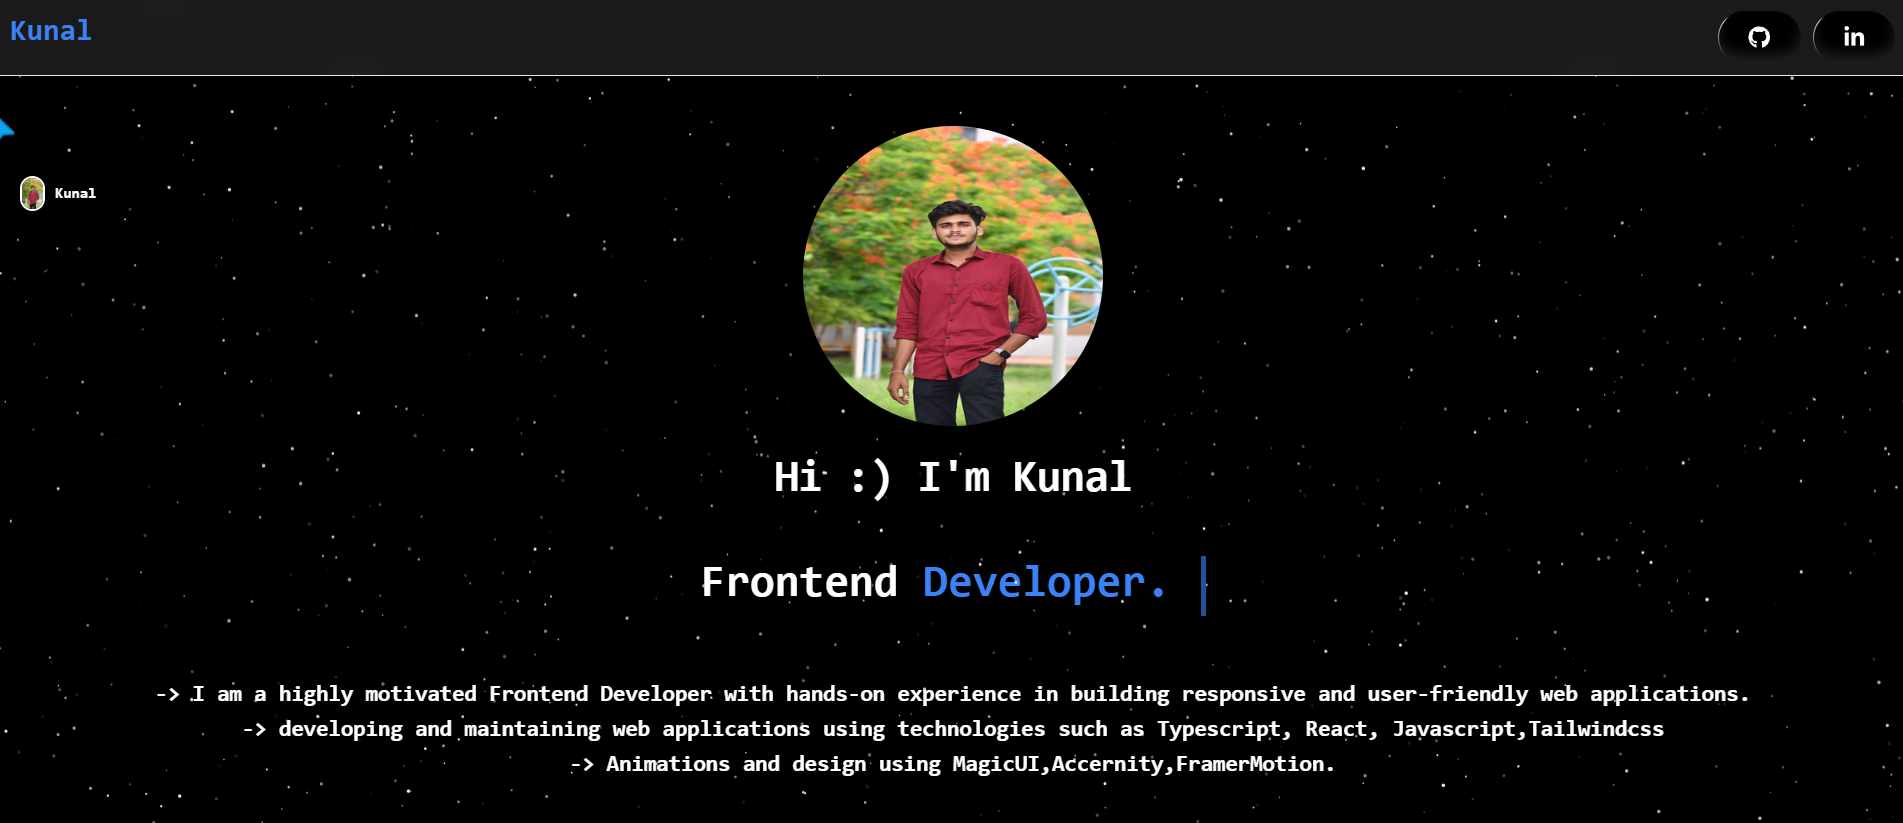 Kunal
in
Kunal
Hi :) I'm Kunal
Frontend Developer.
-> I am a highly motivated Frontend Developer with hands-on experience in building responsive and user-friendly web applications.
-> developing and maintaining web applications using technologies such as Typescript, React, Javascript,Tailwindcss
-> Animations and design using MagicUI,Accernity,FramerMotion.